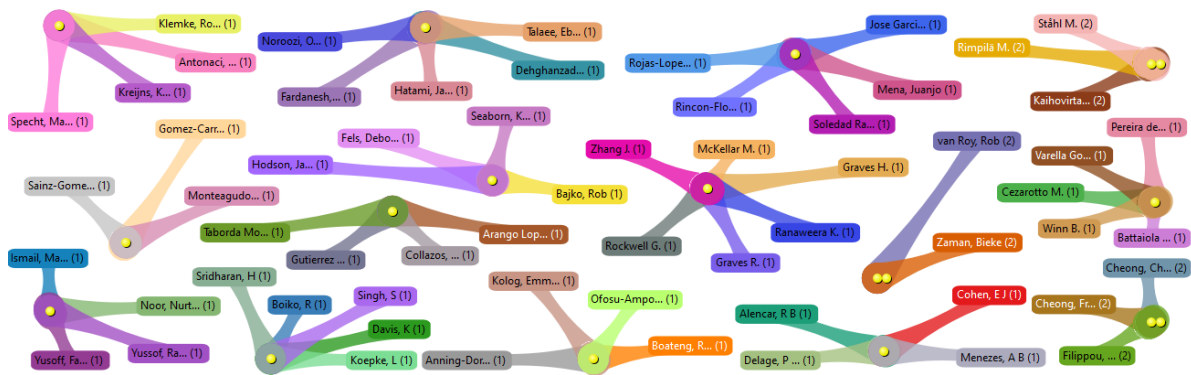 Klemke, Ro... (1)
Antonaci, ... (1)
Kreijns, K... (1)
Specht, Ma... (1)
Noroozi, O... (1)
Talaee, Eb... (1)
Dehghanzad... (1)
Fardanesh,... (1)
Hatami, Ja... (1)
Jose Garci... (1)
Rojas-Lope... (1)
Mena, Juanjo (1)
Rincon-Flo... (1)
Soledad Ra... (1)
Ståhl M. (2)
Rimpilä M. (2)
Kaihovirta... (2)
Gomez-Carr... (1)
Sainz-Gome... (1)
Monteagudo... (1)
Seaborn, K... (1)
Fels, Debo... (1)
Hodson, Ja... (1)
Bajko, Rob (1)
Taborda Mo... (1)
Arango Lop... (1)
Gutierrez ... (1)
Collazos, ... (1)
Zhang J. (1)
McKellar M. (1)
Graves H. (1)
Ranaweera K. (1)
Rockwell G. (1)
Graves R. (1)
van Roy, Rob (2)
Zaman, Bieke (2)
Pereira de... (1)
Varella Go... (1)
Cezarotto M. (1)
Winn B. (1)
Battaiola ... (1)
Ismail, Ma... (1)
Noor, Nurt... (1)
Yusoff, Fa... (1)
Yussof, Ra... (1)
Sridharan, H (1)
Boiko, R (1)
Singh, S (1)
Davis, K (1)
Koepke, L (1)
Kolog, Emm... (1)
Ofosu-Ampo... (1)
Anning-Dor... (1)
Boateng, R... (1)
Cohen, E J (1)
Alencar, R B (1)
Delage, P ... (1)
Menezes, A B (1)
Cheong, Ch... (2)
Cheong, Fr... (2)
Filippou, ... (2)